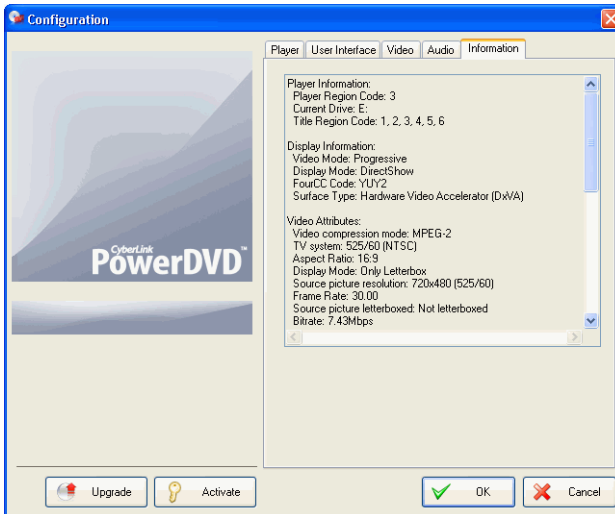 Configuration
Player User Interface Video Audio Information
Player Information:
Player Region Code: 3
Current Drive: E:
Title Region Code: 1, 2, 3, 4, 5, 6
Display Information:
Video Mode: Progressive
Display Mode: DirectShow
FourCC Code: YUY2
Surface Type: Hardware Video Accelerator (DxVA)
Video Attributes:
Video compression mode: MPEG-2
TV system: 525/60 (NTSC)
Aspect Ratio: 16:9
Display Mode: Only Letterbox
Source picture resolution: 720x480 (525/60)
Frame Rate: 30.00
Source picture letterboxed: Not letterboxed
Bitrate: 7.43Mbps
CyberLink
PowerDVD™
Upgrade Activate OK Cancel